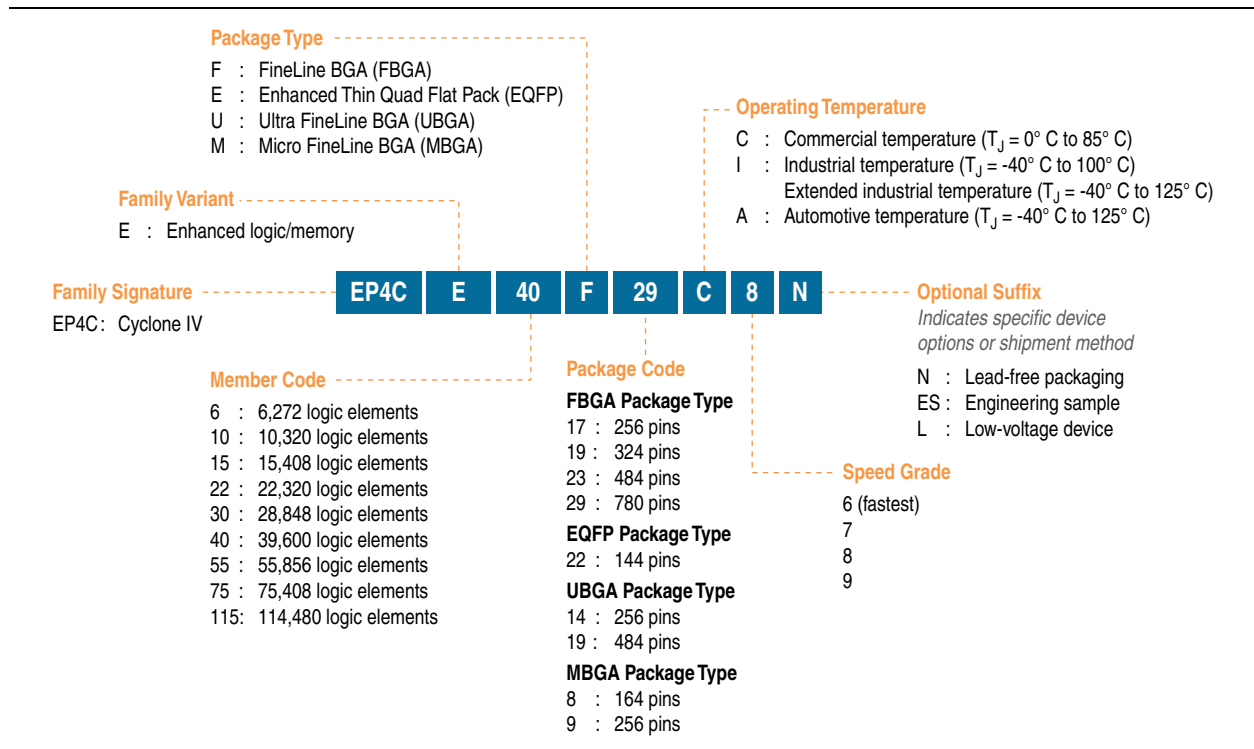 Package Type
F : FineLine BGA (FBGA)
E : Enhanced Thin Quad Flat Pack (EQFP)
U : Ultra FineLine BGA (UBGA)
M : Micro FineLine BGA (MBGA)
Operating Temperature
C : Commercial temperature (TJ = 0° C to 85° C)
I : Industrial temperature (TJ = -40° C to 100° C)
Extended industrial temperature (TJ = -40° C to 125° C)
A : Automotive temperature (TJ = -40° C to 125° C)
Family Variant
E : Enhanced logic/memory
EP4C E 40 F 29 C 8 N
Family Signature
EP4C : Cyclone IV
Optional Suffix
Indicates specific device
options or shipment method
N : Lead-free packaging
ES : Engineering sample
L : Low-voltage device
Member Code
6 : 6,272 logic elements
10 : 10,320 logic elements
15 : 15,408 logic elements
22 : 22,320 logic elements
30 : 28,848 logic elements
40 : 39,600 logic elements
55 : 55,856 logic elements
75 : 75,408 logic elements
115: 114,480 logic elements
Package Code
FBGA Package Type
17 : 256 pins
19 : 324 pins
23 : 484 pins
29 : 780 pins
EQFP Package Type
22 : 144 pins
UBGA Package Type
14 : 256 pins
19 : 484 pins
MBGA Package Type
8 : 164 pins
9 : 256 pins
Speed Grade
6 (fastest)
7
8
9